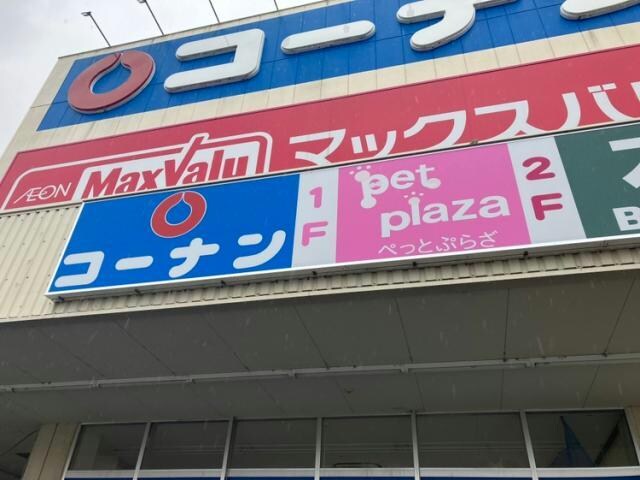 コーナン
ÆON MaxValu マックスバ
コーナン
1F
pet plaza
ぺっとぷらざ
2F
B